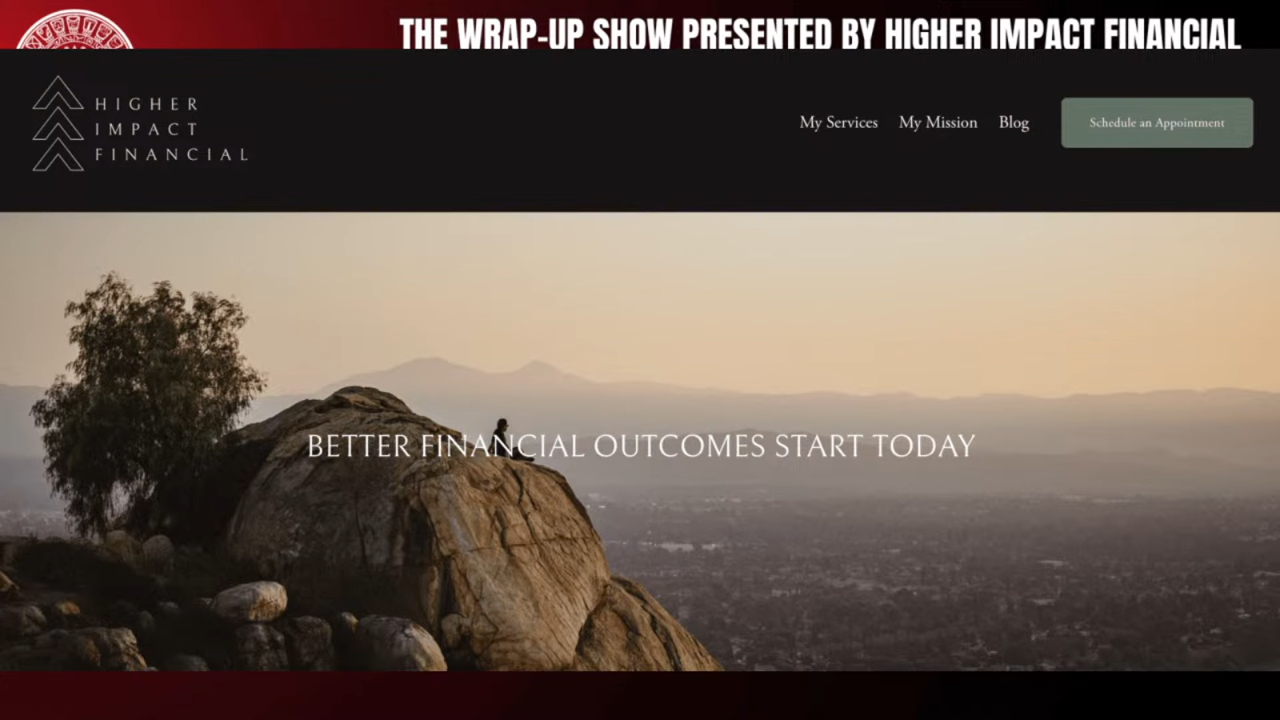 THE WRAP-UP SHOW PRESENTED BY HIGHER IMPACT FINANCIAL
HIGHER
IMPACT
FINANCIAL
My Services
My Mission
Blog
Schedule an Appointment
BETTER FINANCIAL OUTCOMES START TODAY